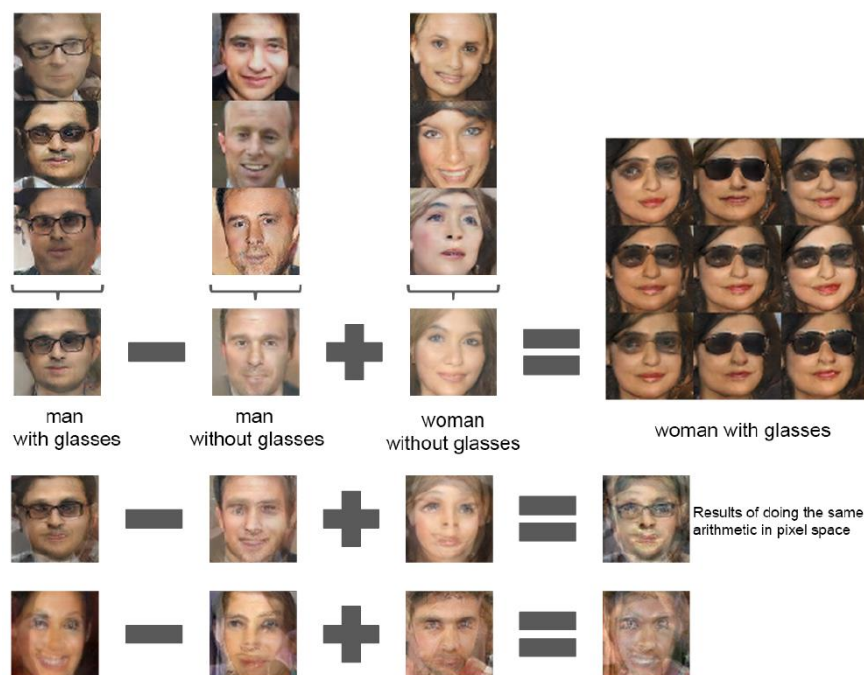 man
with glasses
man
without glasses
woman
without glasses
woman with glasses
Results of doing the same
arithmetic in pixel space